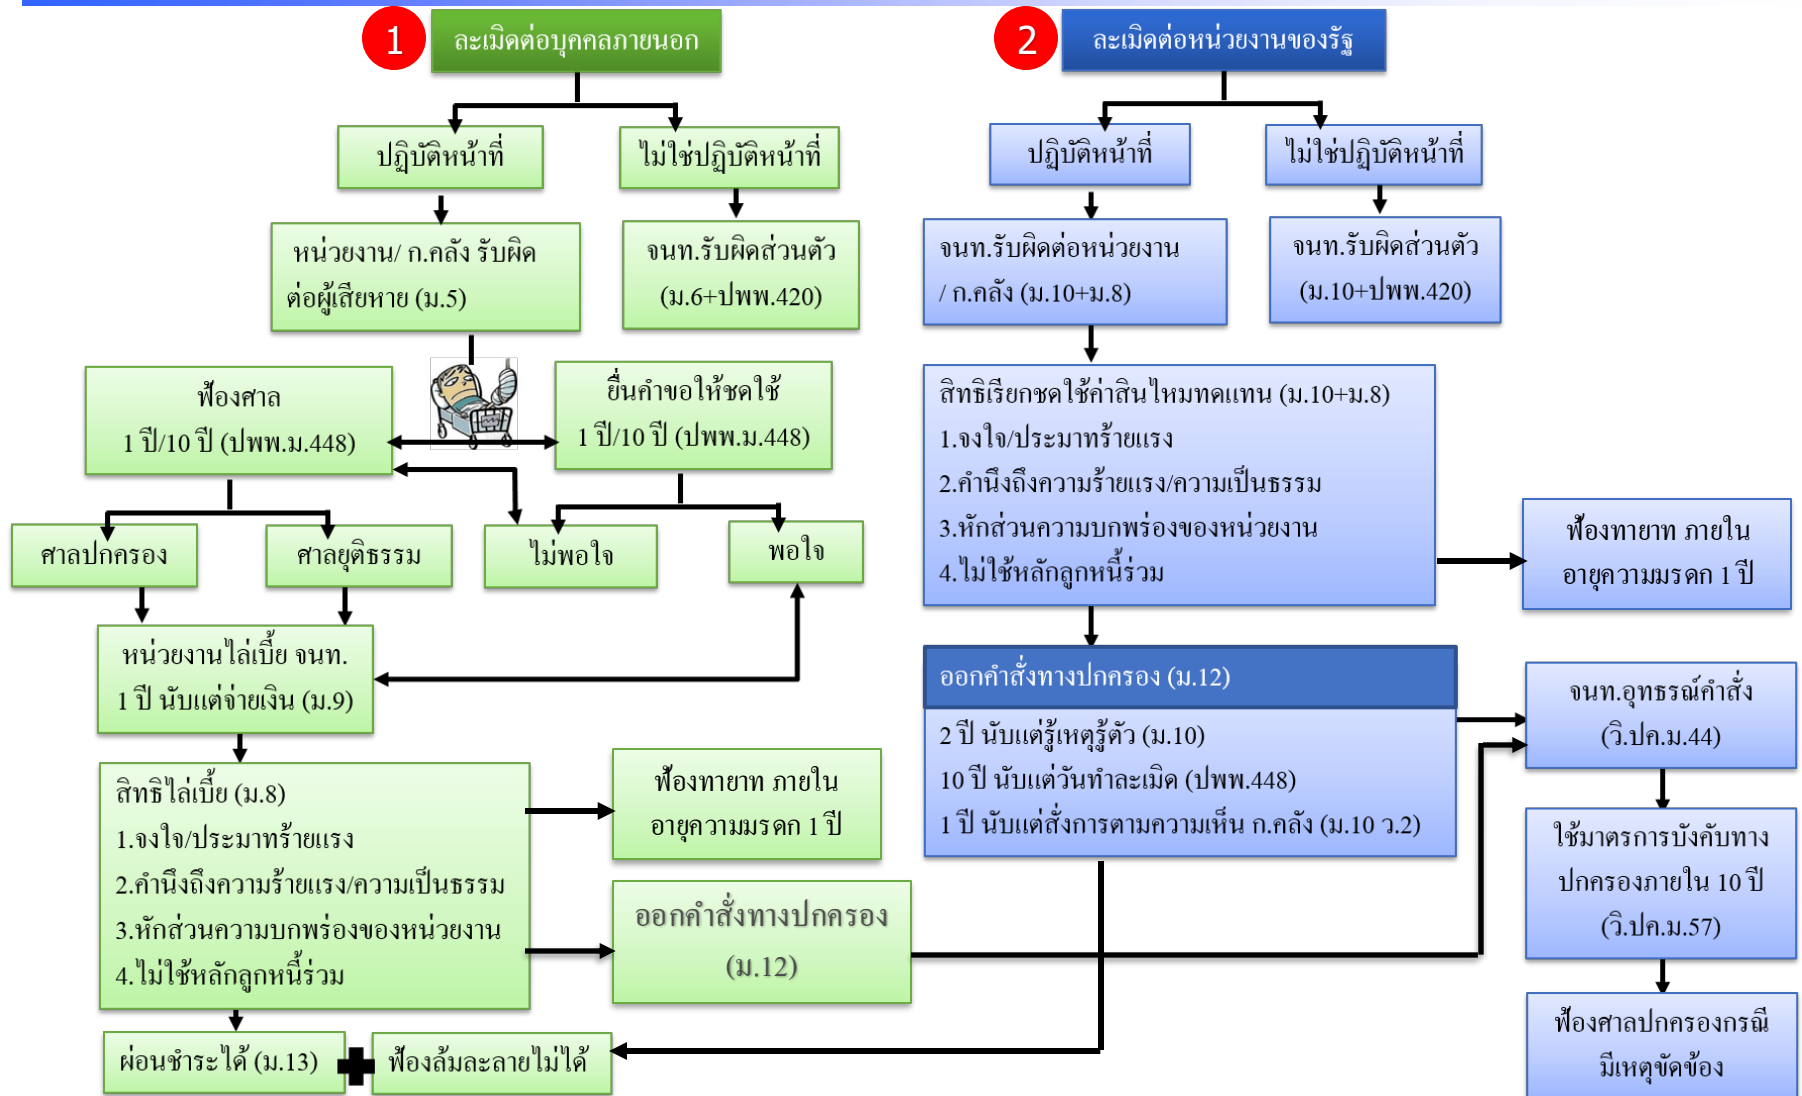 1
ละเมิดต่อบุคคลภายนอก
ปฏิบัติหน้าที่
ไม่ใช่ปฏิบัติหน้าที่
หน่วยงาน/ ก.คลัง รับผิด
ต่อผู้เสียหาย (ม.5)
จนท.รับผิดส่วนตัว
(ม.6+ปพพ.420)
ฟ้องศาล
1 ปี/10 ปี (ปพพ.ม.448)
ยื่นคำขอให้ชดใช้
1 ปี/10 ปี (ปพพ.ม.448)
ศาลปกครอง
ศาลยุติธรรม
ไม่พอใจ
พอใจ
หน่วยงานไล่เบี้ย จนท.
1 ปี นับแต่จ่ายเงิน (ม.9)
สิทธิไล่เบี้ย (ม.8)
1.จงใจ/ประมาทร้ายแรง
2.คำนึงถึงความร้ายแรง/ความเป็นธรรม
3.หักส่วนความบกพร่องของหน่วยงาน
4.ไม่ใช้หลักลูกหนี้ร่วม
ฟ้องทายาท ภายใน
อายุความมรดก 1 ปี
ออกคำสั่งทางปกครอง
(ม.12)
ผ่อนชำระได้ (ม.13)
ฟ้องล้มละลายไม่ได้
2
ละเมิดต่อหน่วยงานของรัฐ
ปฏิบัติหน้าที่
ไม่ใช่ปฏิบัติหน้าที่
จนท.รับผิดต่อหน่วยงาน
/ ก.คลัง (ม.10+ม.8)
จนท.รับผิดส่วนตัว
(ม.10+ปพพ.420)
สิทธิเรียกชดใช้ค่าสินไหมทดแทน (ม.10+ม.8)
1.จงใจ/ประมาทร้ายแรง
2.คำนึงถึงความร้ายแรง/ความเป็นธรรม
3.หักส่วนความบกพร่องของหน่วยงาน
4.ไม่ใช้หลักลูกหนี้ร่วม
ฟ้องทายาท ภายใน
อายุความมรดก 1 ปี
ออกคำสั่งทางปกครอง (ม.12)
2 ปี นับแต่รู้เหตุรู้ตัว (ม.10)
10 ปี นับแต่วันทำละเมิด (ปพพ.448)
1 ปี นับแต่สั่งการตามความเห็น ก.คลัง (ม.10 ว.2)
จนท.อุทธรณ์คำสั่ง
(วิ.ปค.ม.44)
ใช้มาตรการบังคับทาง
ปกครองภายใน 10 ปี
(วิ.ปค.ม.57)
ฟ้องศาลปกครองกรณี
มีเหตุขัดข้อง